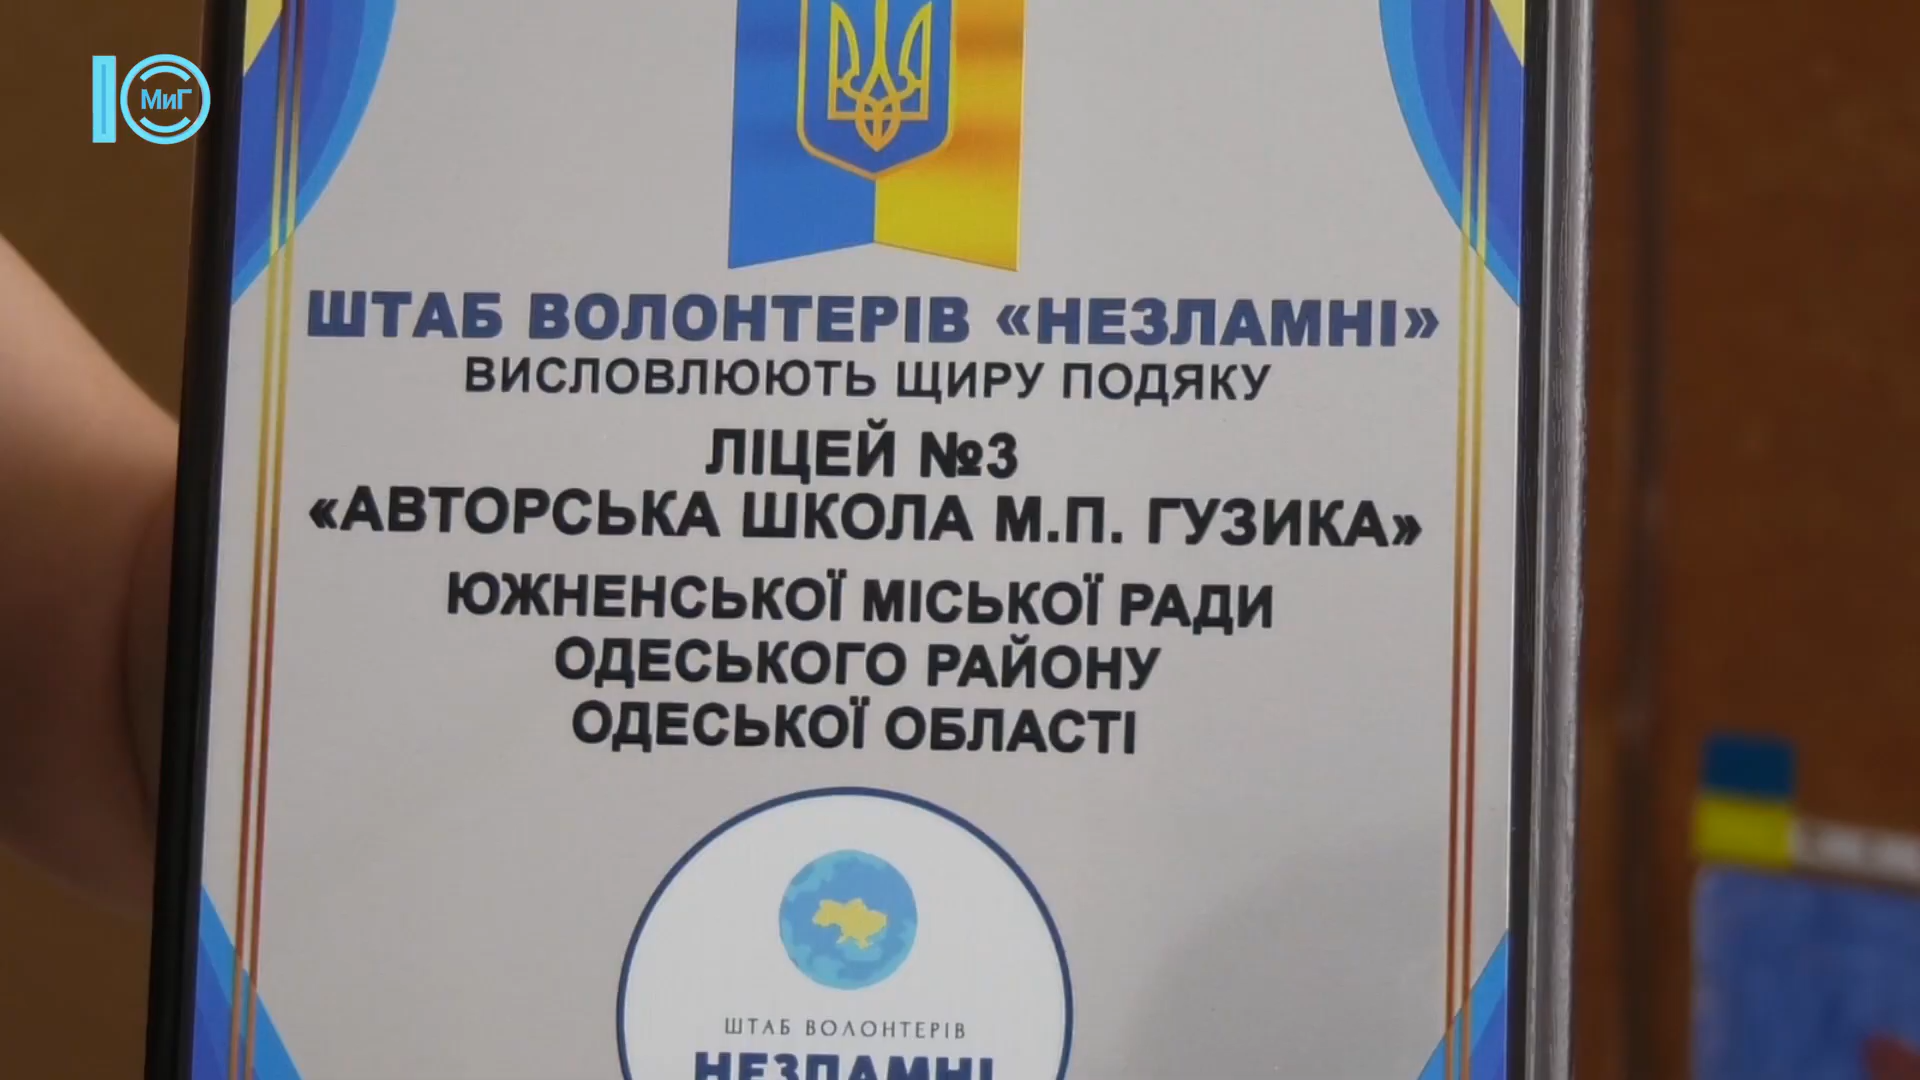 МиГ
ШТАБ ВОЛОНТЕРІВ «НЕЗЛАМНІ»
ВИСЛОВЛЮЮТЬ ЩИРУ ПОДЯКУ
ЛІЦЕЙ №3
«АВТОРСЬКА ШКОЛА М.П. ГУЗИКА»
ЮЖНЕНСЬКОЇ МІСЬКОЇ РАДИ
ОДЕСЬКОГО РАЙОНУ
ОДЕСЬКОЇ ОБЛАСТІ
ШТАБ ВОЛОНТЕРІВ
НЕЗЛАМНІ